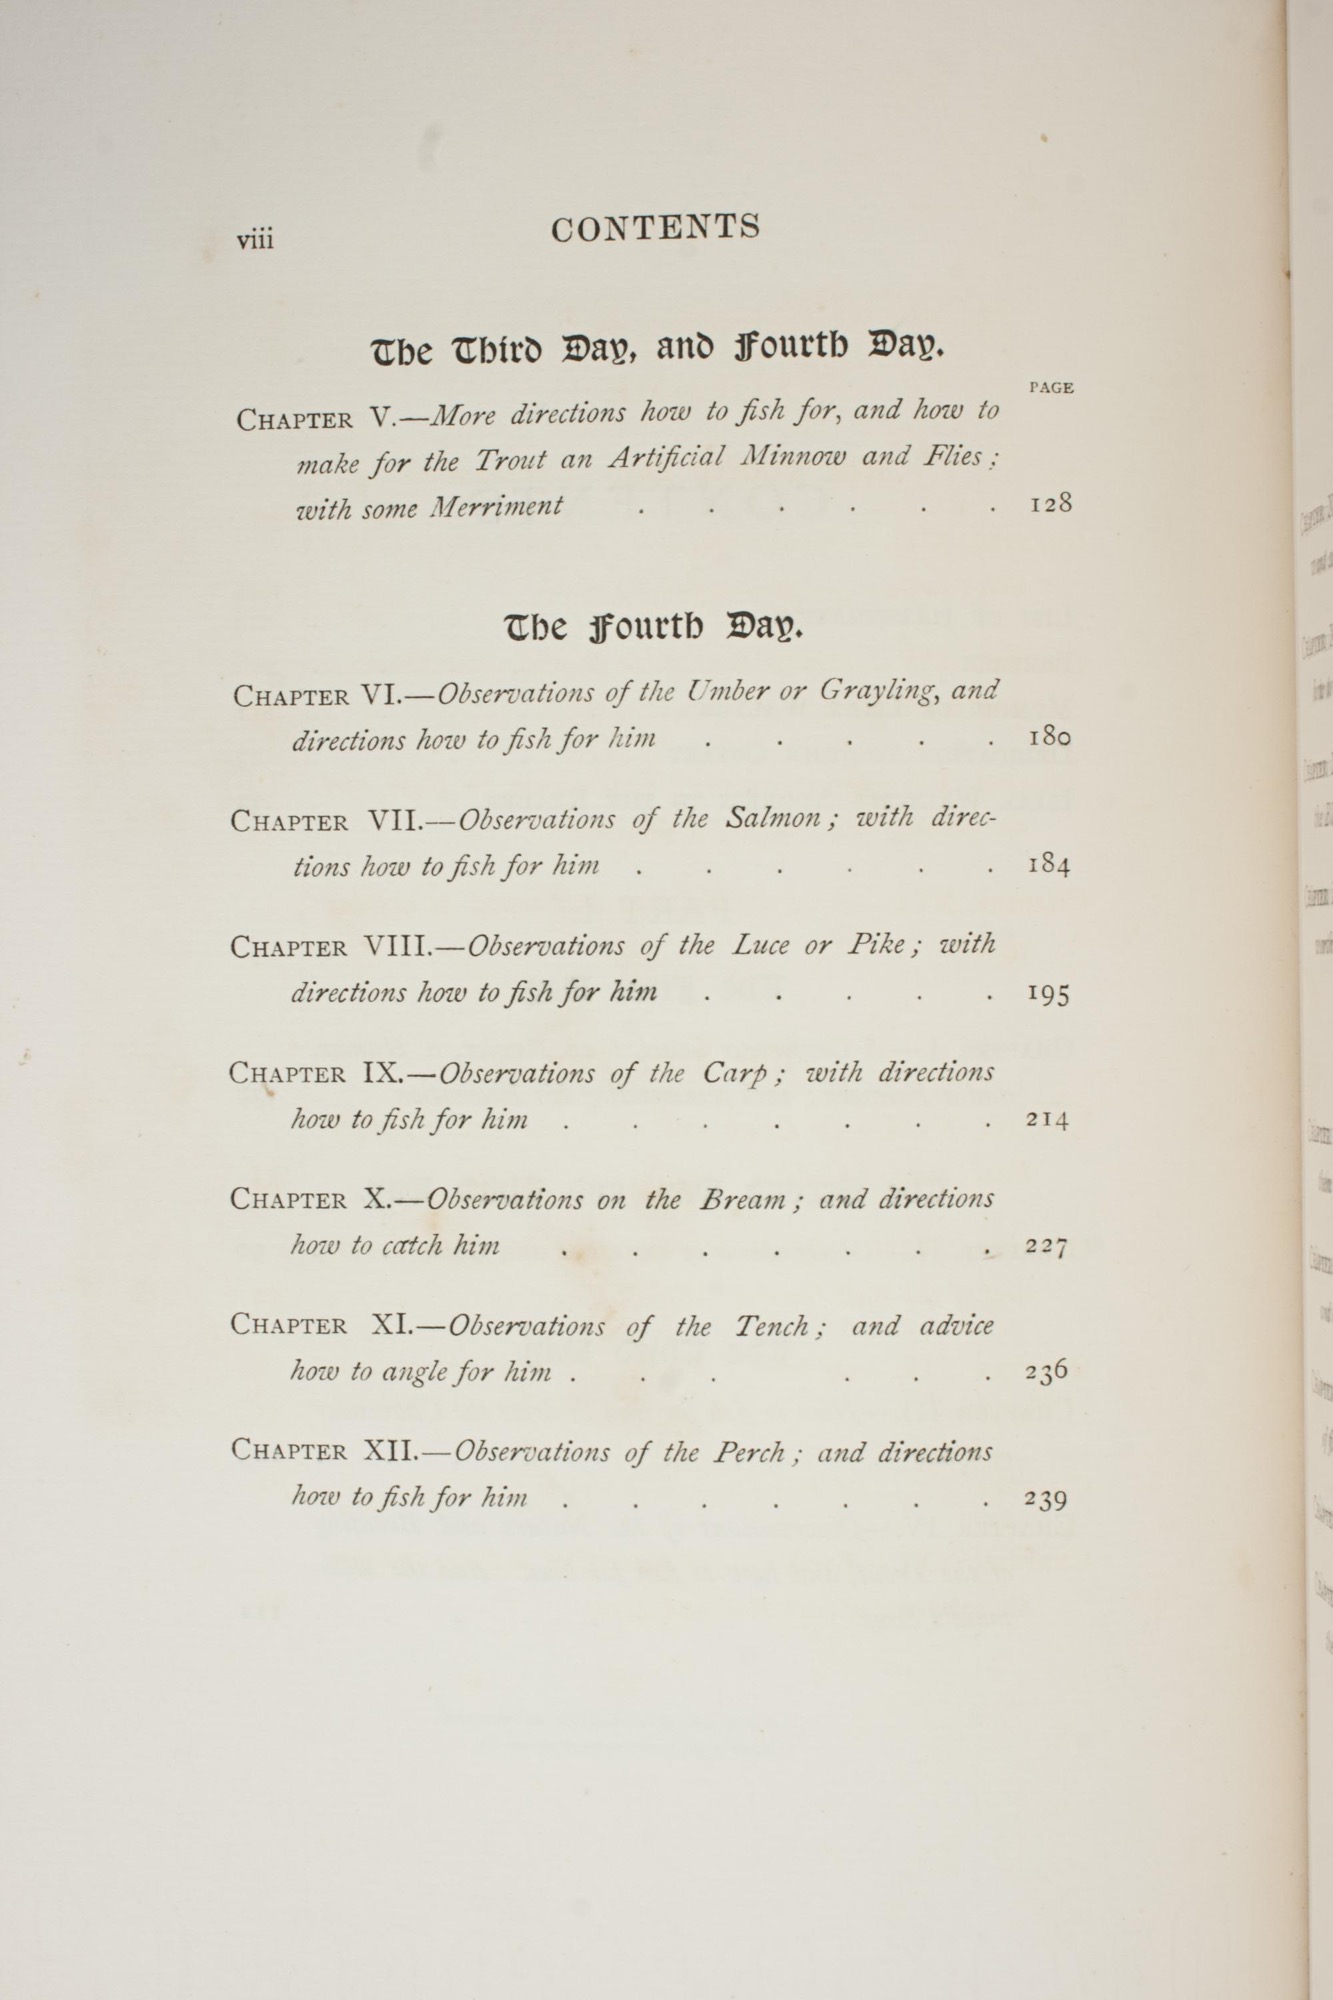 viii
CONTENTS
The Third Day, and Fourth Day.
PAGE
CHAPTER V.—More directions how to fish for, and how to
make for the Trout an Artificial Minnow and Flies ;
with some Merriment . . . . . . 128
The Fourth Day.
CHAPTER VI.—Observations of the Umber or Grayling, and
directions how to fish for him . . . . . 180
CHAPTER VII.—Observations of the Salmon ; with direc-
tions how to fish for him . . . . . . 184
CHAPTER VIII.—Observations of the Luce or Pike ; with
directions how to fish for him . . . . . 195
CHAPTER IX.—Observations of the Carp ; with directions
how to fish for him . . . . . . . 214
CHAPTER X.—Observations on the Bream ; and directions
how to catch him . . . . . . . 227
CHAPTER XI.—Observations of the Tench ; and advice
how to angle for him . . . . . . 236
CHAPTER XII.—Observations of the Perch ; and directions
how to fish for him . . . . . . . 239